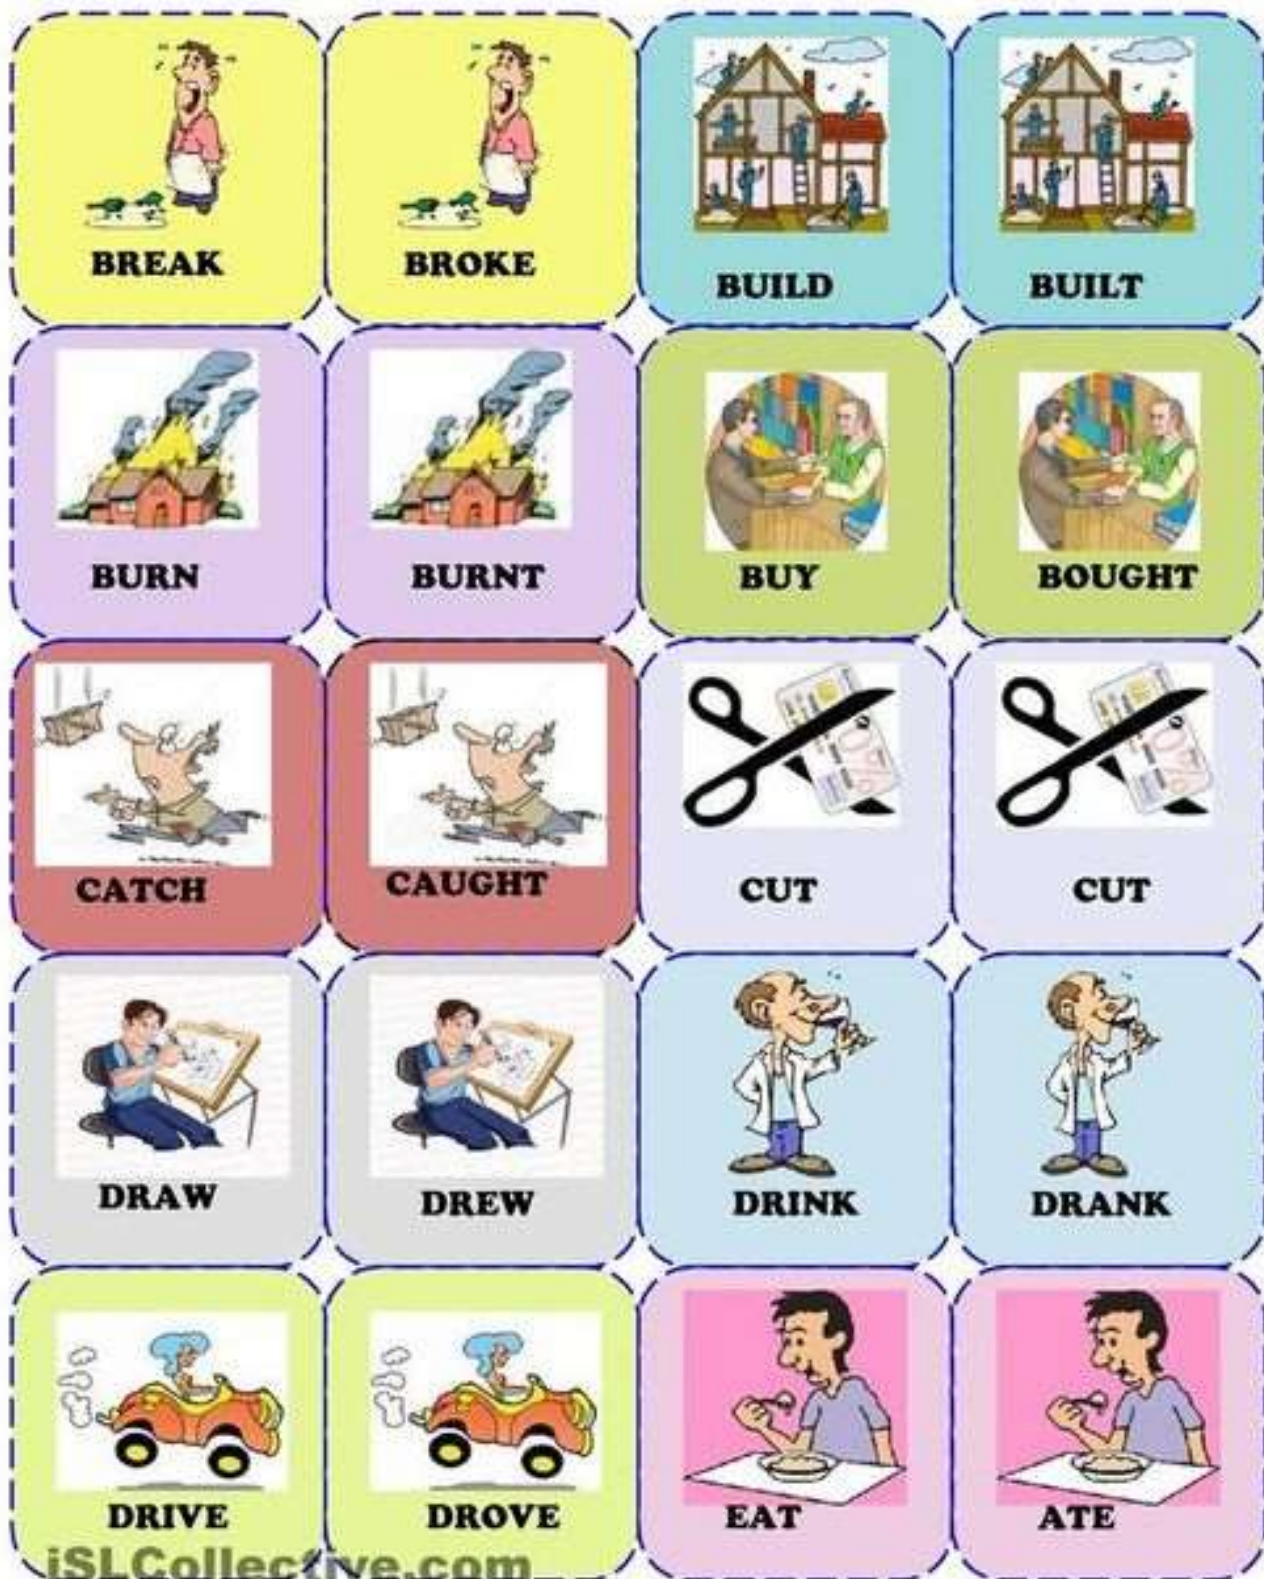 BREAK BROKE BUILD BUILT
BURN BURNT BUY BOUGHT
CATCH CAUGHT CUT CUT
DRAW DREW DRINK DRANK
DRIVE DROVE EAT ATE
iSLCollective.com